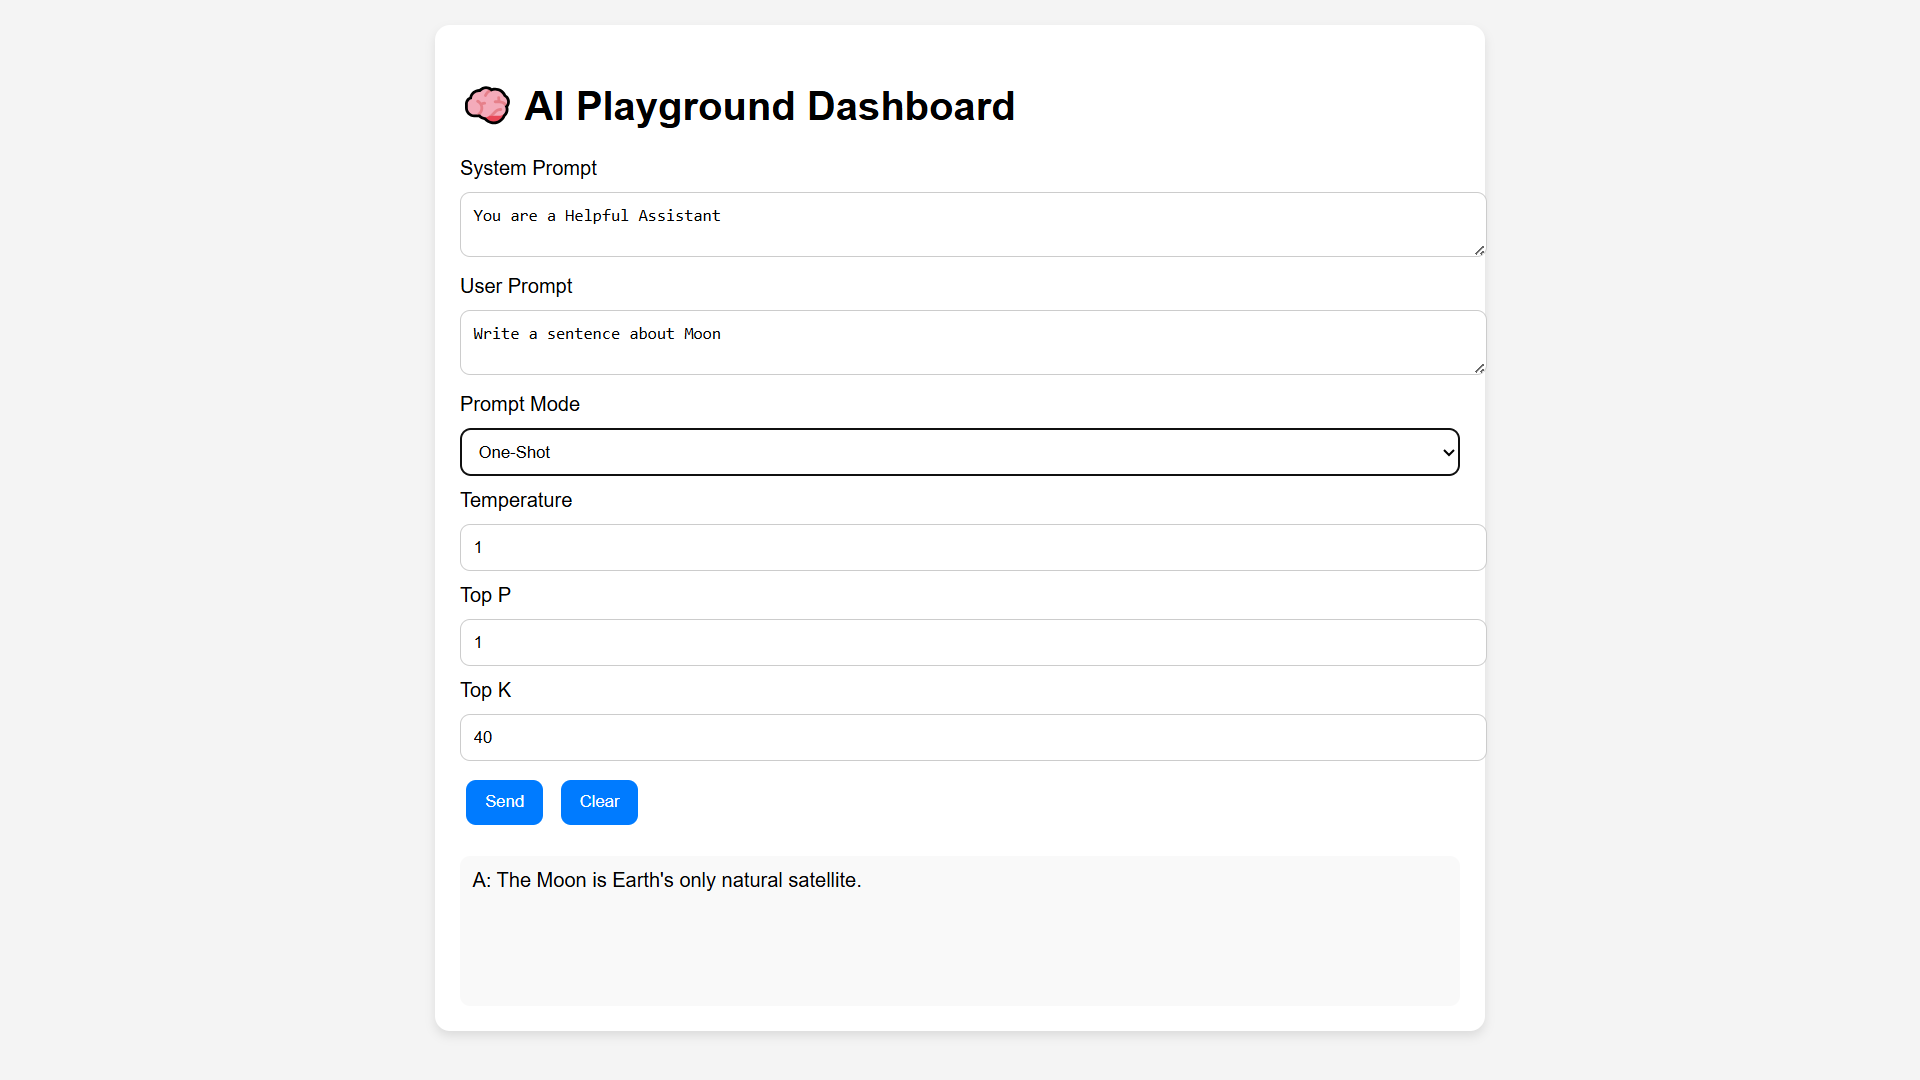 AI Playground Dashboard
System Prompt
You are a Helpful Assistant
User Prompt
Write a sentence about Moon
Prompt Mode
One-Shot
Temperature
1
Top P
1
Top K
40
Send Clear
A: The Moon is Earth's only natural satellite.